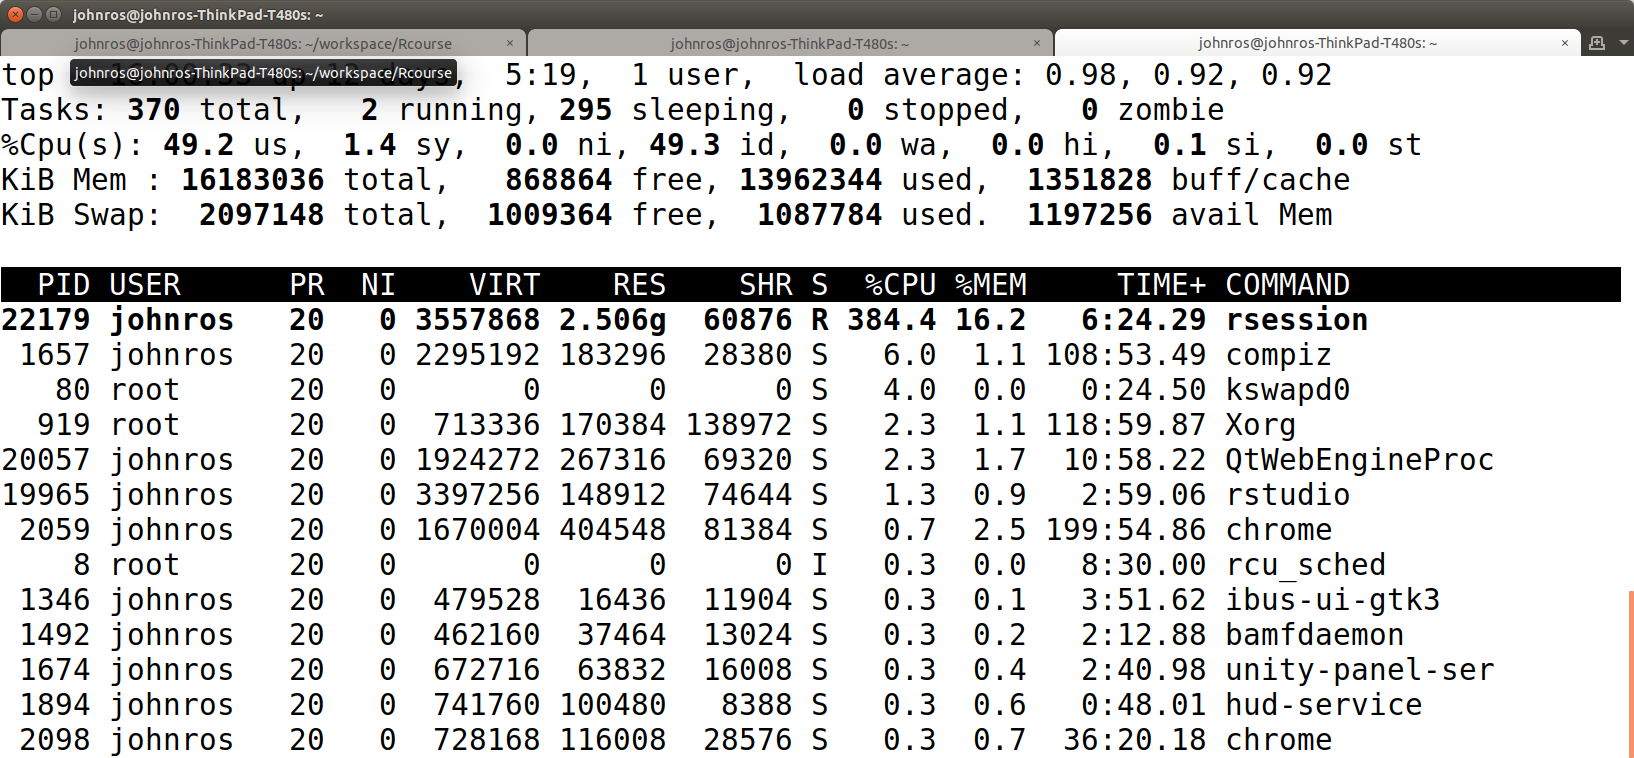 johnros@johnros-ThinkPad-T480s: ~
johnros@johnros-ThinkPad-T480s: ~/workspace/Rcourse × johnros@johnros-ThinkPad-T480s: ~ × johnros@johnros-ThinkPad-T480s: ~ ×
johnros@johnros-ThinkPad-T480s: ~/workspace/Rcourse
top 5:19, 1 user, load average: 0.98, 0.92, 0.92
Tasks: 370 total, 2 running, 295 sleeping, 0 stopped, 0 zombie
%Cpu(s): 49.2 us, 1.4 sy, 0.0 ni, 49.3 id, 0.0 wa, 0.0 hi, 0.1 si, 0.0 st
KiB Mem : 16183036 total, 868864 free, 13962344 used, 1351828 buff/cache
KiB Swap: 2097148 total, 1009364 free, 1087784 used. 1197256 avail Mem
PID USER PR NI VIRT RES SHR S %CPU %MEM TIME+ COMMAND
22179 johnros 20 0 3557868 2.506g 60876 R 384.4 16.2 6:24.29 rsession
1657 johnros 20 0 2295192 183296 28380 S 6.0 1.1 108:53.49 compiz
80 root 20 0 0 0 0 S 4.0 0.0 0:24.50 kswapd0
919 root 20 0 713336 170384 138972 S 2.3 1.1 118:59.87 Xorg
20057 johnros 20 0 1924272 267316 69320 S 2.3 1.7 10:58.22 QtWebEngineProc
19965 johnros 20 0 3397256 148912 74644 S 1.3 0.9 2:59.06 rstudio
2059 johnros 20 0 1670004 404548 81384 S 0.7 2.5 199:54.86 chrome
8 root 20 0 0 0 0 I 0.3 0.0 8:30.00 rcu_sched
1346 johnros 20 0 479528 16436 11904 S 0.3 0.1 3:51.62 ibus-ui-gtk3
1492 johnros 20 0 462160 37464 13024 S 0.3 0.2 2:12.88 bamfdaemon
1674 johnros 20 0 672716 63832 16008 S 0.3 0.4 2:40.98 unity-panel-ser
1894 johnros 20 0 741760 100480 8388 S 0.3 0.6 0:48.01 hud-service
2098 johnros 20 0 728168 116008 28576 S 0.3 0.7 36:20.18 chrome